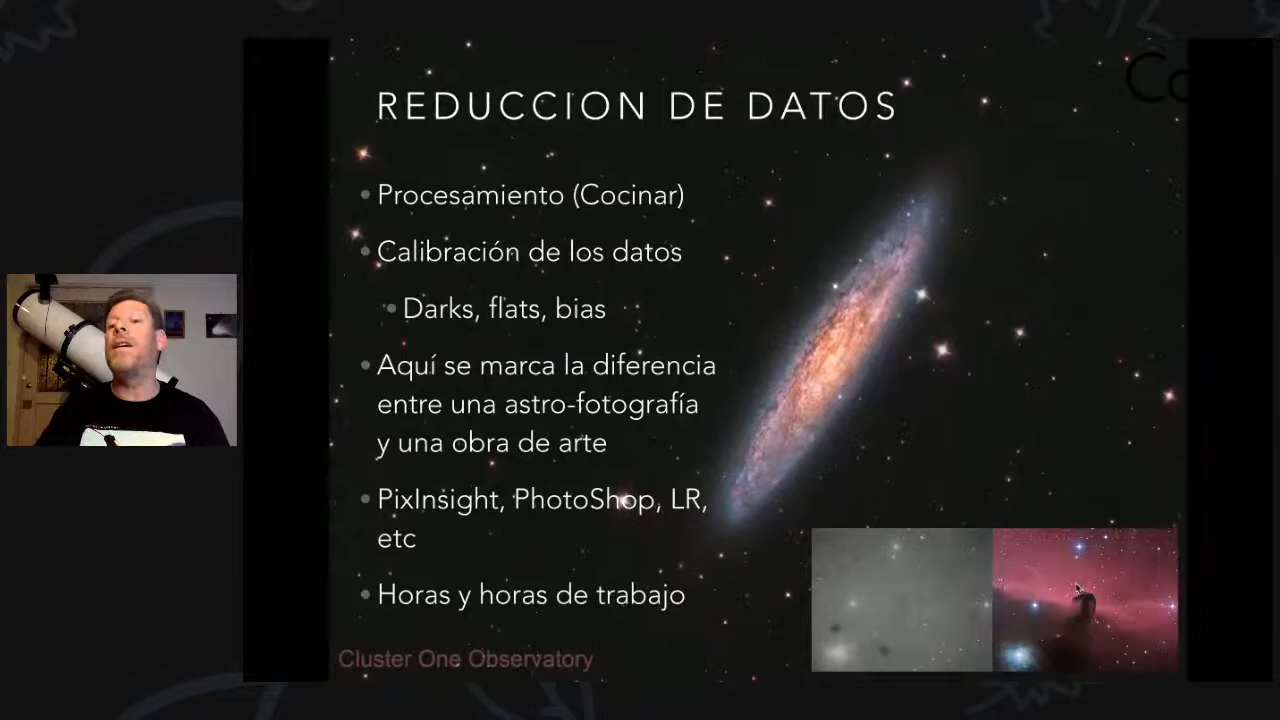 REDUCCION DE DATOS
Procesamiento (Cocinar)
Calibración de los datos
Darks, flats, bias
Aquí se marca la diferencia
entre una astro-fotografía
y una obra de arte
PixInsight, PhotoShop, LR,
etc
Horas y horas de trabajo
Cluster One Observatory